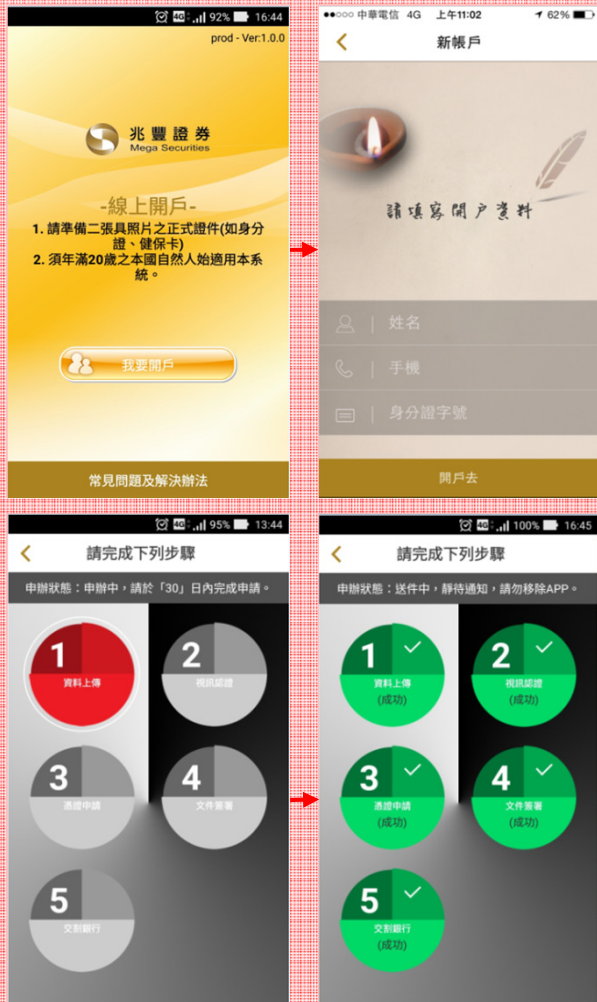 92% 16:44
prod - Ver:1.0.0
兆豐證券
Mega Securities
-線上開戶-
1. 請準備二張具照片之正式證件(如身分
證、健保卡)
2. 須年滿20歲之本國自然人始適用本系
統。
我要開戶
常見問題及解決辦法
中華電信 4G 上午11:02 62%
新帳戶
請填寫開戶資料
姓名
手機
身分證字號
開戶去
4G 95% 13:44
請完成下列步驟
申辦狀態：申辦中，請於「30」日內完成申請。
1
資料上傳
2
視訊認證
3
憑證申請
4
文件簽署
5
交割銀行
4G 100% 16:45
請完成下列步驟
申辦狀態：送件中，靜待通知，請勿移除APP。
1
資料上傳
(成功)
2
視訊認證
(成功)
3
憑證申請
(成功)
4
文件簽署
(成功)
5
交割銀行
(成功)